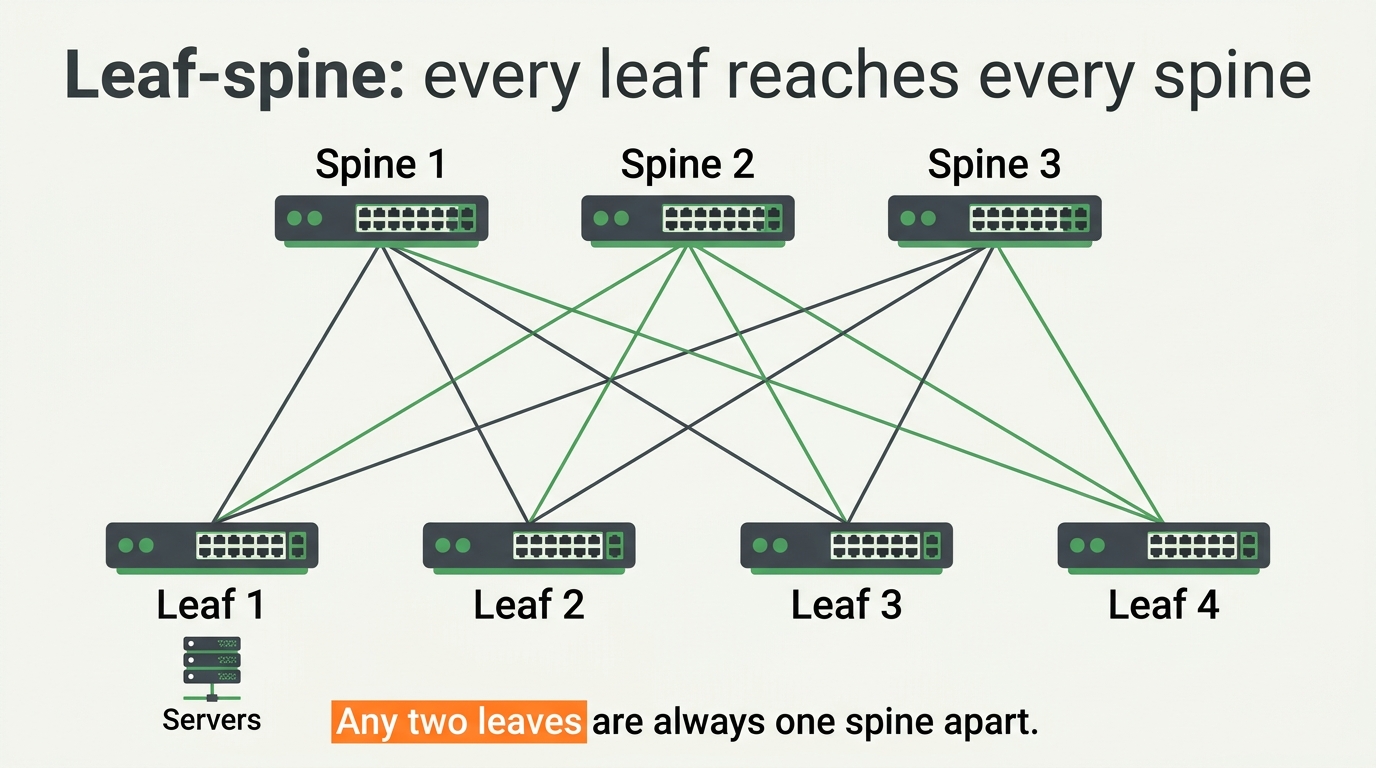 Leaf-spine: every leaf reaches every spine
Spine 1
Spine 2
Spine 3
Leaf 1
Leaf 2
Leaf 3
Leaf 4
Servers
Any two leaves are always one spine apart.